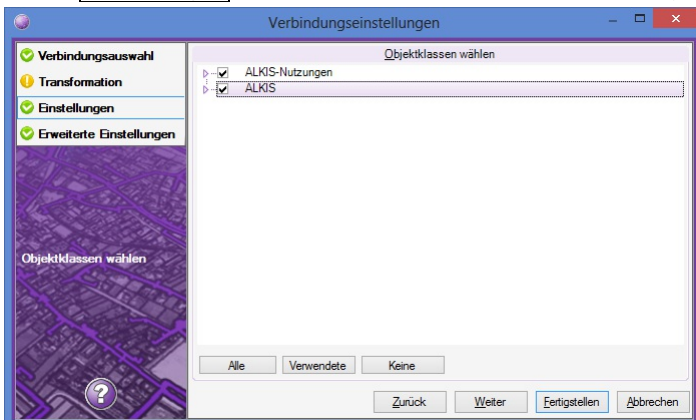 Verbindungseinstellungen
Verbindungsauswahl
Transformation
Einstellungen
Erweiterte Einstellungen
Objektklassen wählen
Objektklassen wählen
ALKIS-Nutzungen
ALKIS
Alle Verwendete Keine
? Zurück Weiter Fertigstellen Abbrechen